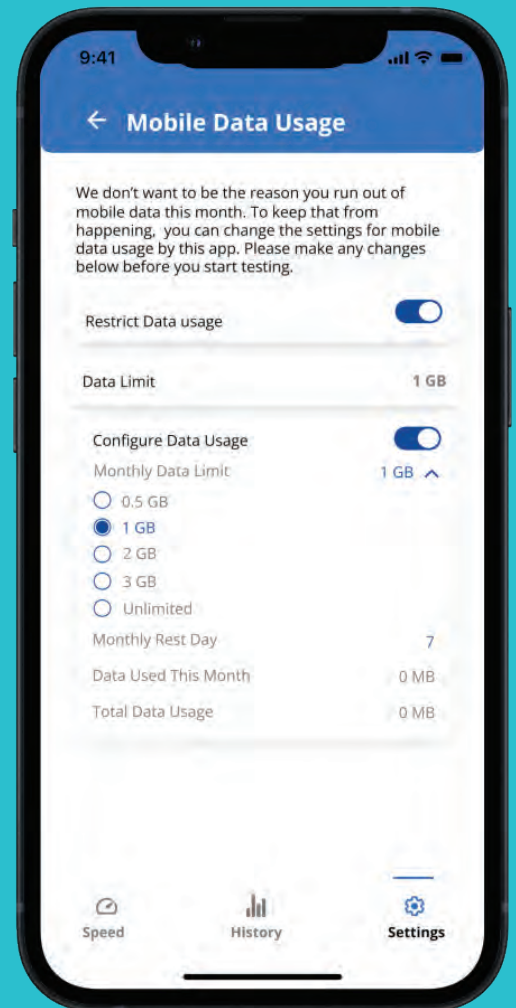 9:41
Mobile Data Usage
We don't want to be the reason you run out of
mobile data this month. To keep that from
happening,  you can change the settings for mobile
data usage by this app. Please make any changes
below before you start testing.
Restrict Data usage
Data Limit 1 GB
Configure Data Usage
Monthly Data Limit 1 GB
0.5 GB
1 GB
2 GB
3 GB
Unlimited
Monthly Rest Day 7
Data Used This Month 0 MB
Total Data Usage 0 MB
Speed History Settings